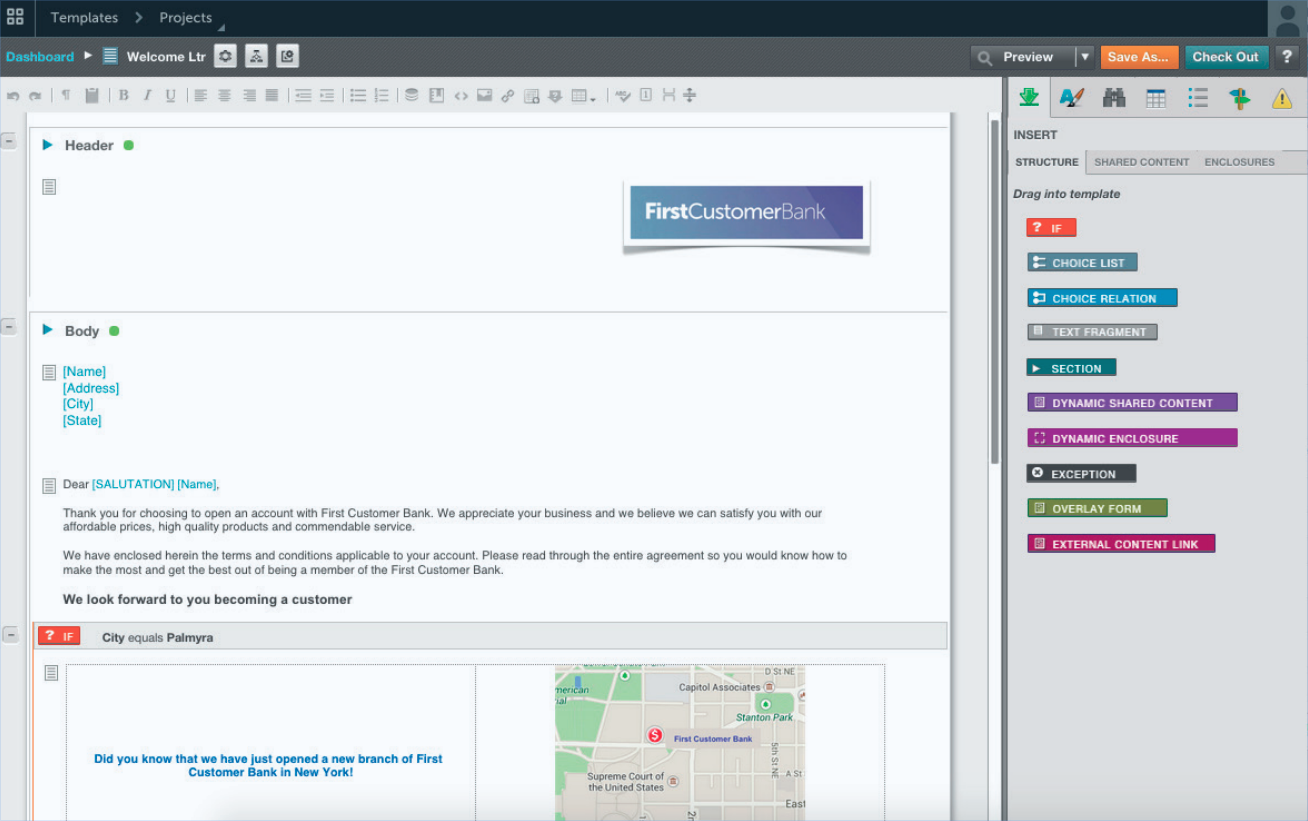 Templates > Projects
Dashboard Welcome Ltr
Preview Save As... Check Out ?
¶ B I U ABC 1
INSERT
STRUCTURE SHARED CONTENT ENCLOSURES
Drag into template
? IF
CHOICE LIST
CHOICE RELATION
TEXT FRAGMENT
SECTION
DYNAMIC SHARED CONTENT
DYNAMIC ENCLOSURE
EXCEPTION
OVERLAY FORM
EXTERNAL CONTENT LINK
Header
FirstCustomerBank
Body
[Name]
[Address]
[City]
[State]
Dear [SALUTATION] [Name],
Thank you for choosing to open an account with First Customer Bank. We appreciate your business and we believe we can satisfy you with our
affordable prices, high quality products and commendable service.
We have enclosed herein the terms and conditions applicable to your account. Please read through the entire agreement so you would know how to
make the most and get the best out of being a member of the First Customer Bank.
We look forward to you becoming a customer
? IF City equals Palmyra
Did you know that we have just opened a new branch of First
Customer Bank in New York!
D St NE
Capitol Associates
Stanton Park
$ First Customer Bank
5th St NE
A St
Supreme Court of
the United States
East